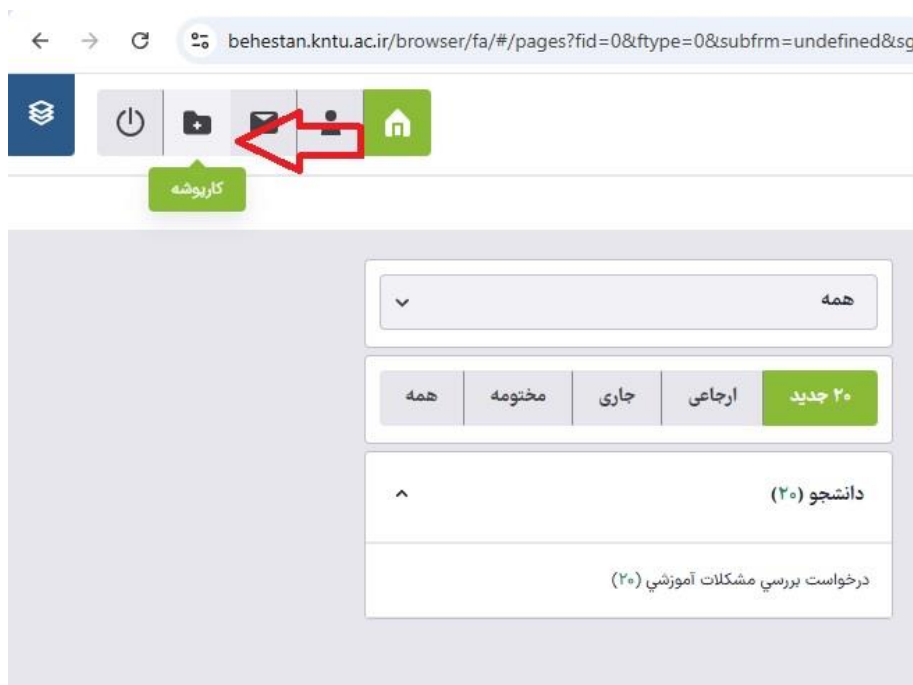 behestan.kntu.ac.ir/browser/fa/#/pages?fid=0&ftype=0&subfrm=undefined&sg
کارپوشه
همه
۲۰ جدید ارجاعی جاری مختومه همه
دانشجو (۲۰)
درخواست بررسي مشكلات آموزشي (۲۰)